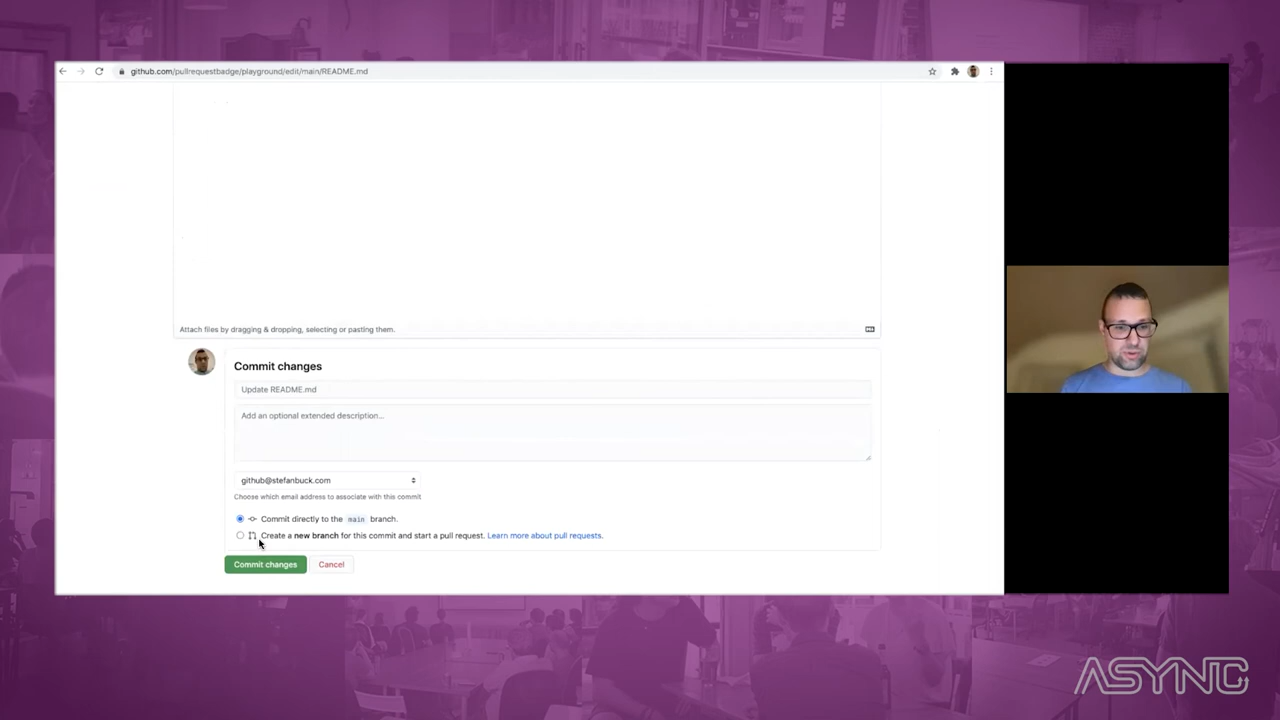 github.com/pullrequestbadge/playground/edit/main/README.md
Attach files by dragging & dropping, selecting or pasting them.
Commit changes
Update README.md
Add an optional extended description...
github@stefanbuck.com
Choose which email address to associate with this commit
Commit directly to the main branch.
Create a new branch for this commit and start a pull request. Learn more about pull requests.
Commit changes Cancel
ASYNC